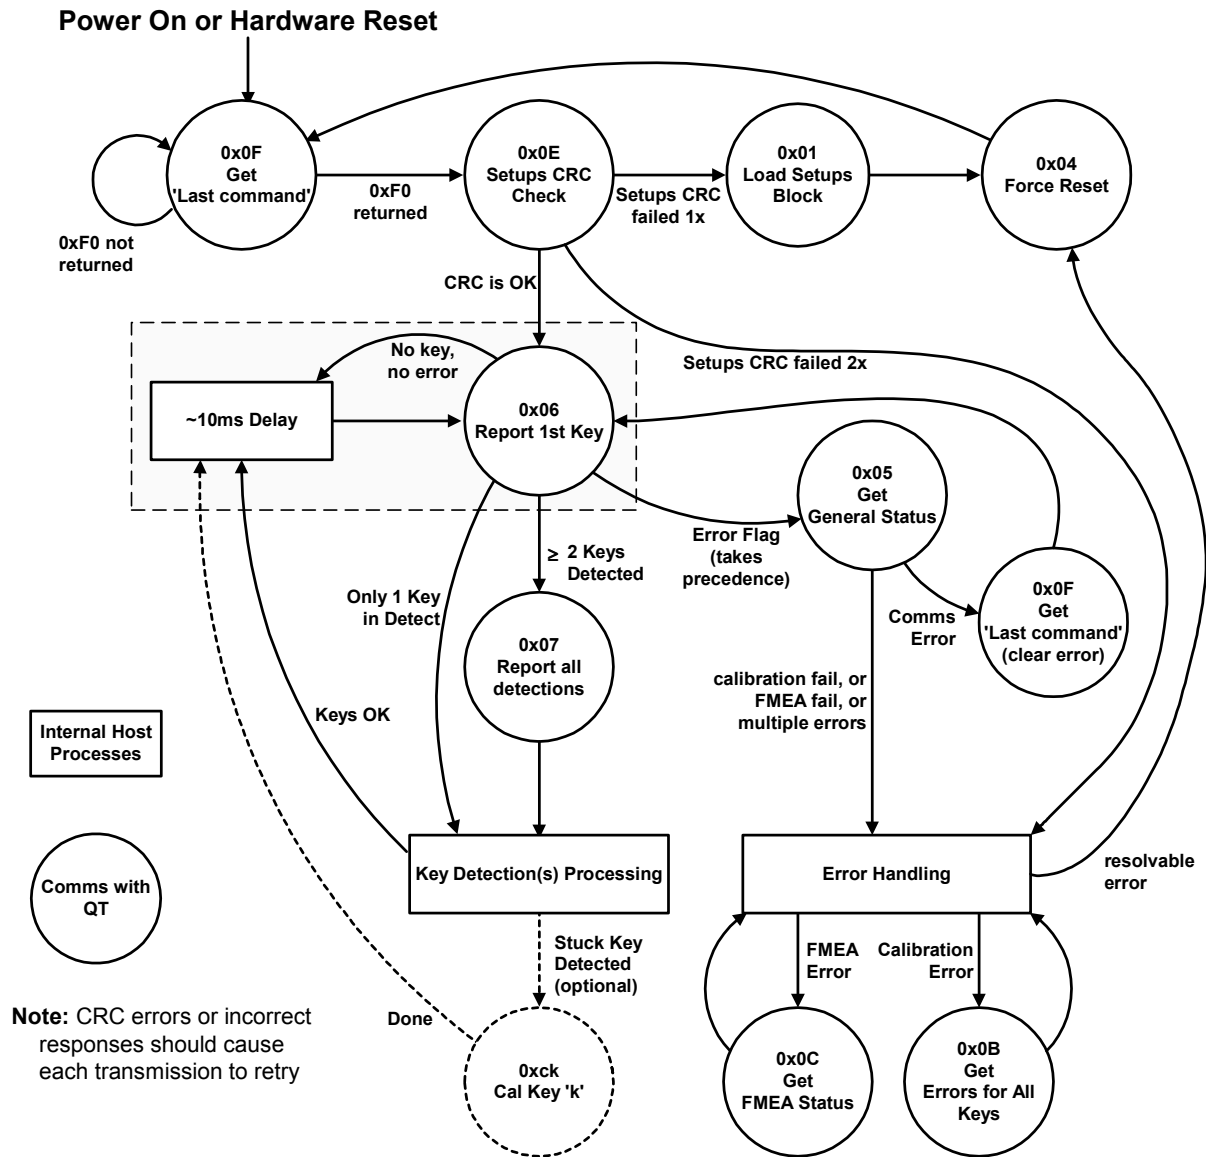 Power On or Hardware Reset
0x0F
Get
'Last command'
0xF0 not
returned
0xF0
returned
0x0E
Setups CRC
Check
Setups CRC
failed 1x
0x01
Load Setups
Block
0x04
Force Reset
CRC is OK
No key,
no error
~10ms Delay
0x06
Report 1st Key
Setups CRC failed 2x
0x05
Get
General Status
Error Flag
(takes
precedence)
≥ 2 Keys
Detected
Only 1 Key
in Detect
0x07
Report all
detections
Comms
Error
0x0F
Get
'Last command'
(clear error)
calibration fail, or
FMEA fail, or
multiple errors
Keys OK
Internal Host
Processes
Comms with
QT
Key Detection(s) Processing
Error Handling
resolvable
error
Stuck Key
Detected
(optional)
FMEA
Error
Calibration
Error
Done
0xck
Cal Key 'k'
0x0C
Get
FMEA Status
0x0B
Get
Errors for All
Keys
Note: CRC errors or incorrect
responses should cause
each transmission to retry